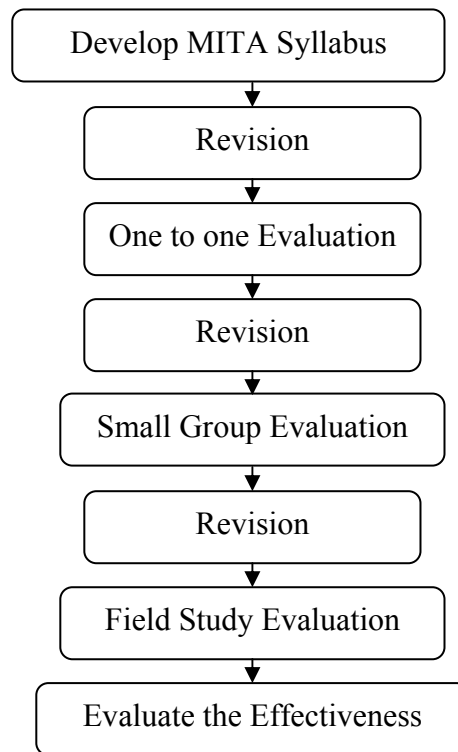 Develop MITA Syllabus
Revision
One to one Evaluation
Revision
Small Group Evaluation
Revision
Field Study Evaluation
Evaluate the Effectiveness